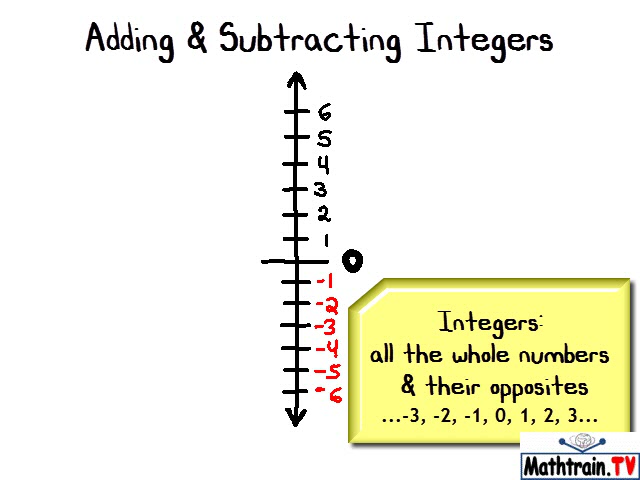 Adding & Subtracting Integers
6
5
4
3
2
1
0
-1
-2
-3
-4
-5
-6
Integers:
all the whole numbers
& their opposites
...-3, -2, -1, 0, 1, 2, 3...
Mathtrain.TV